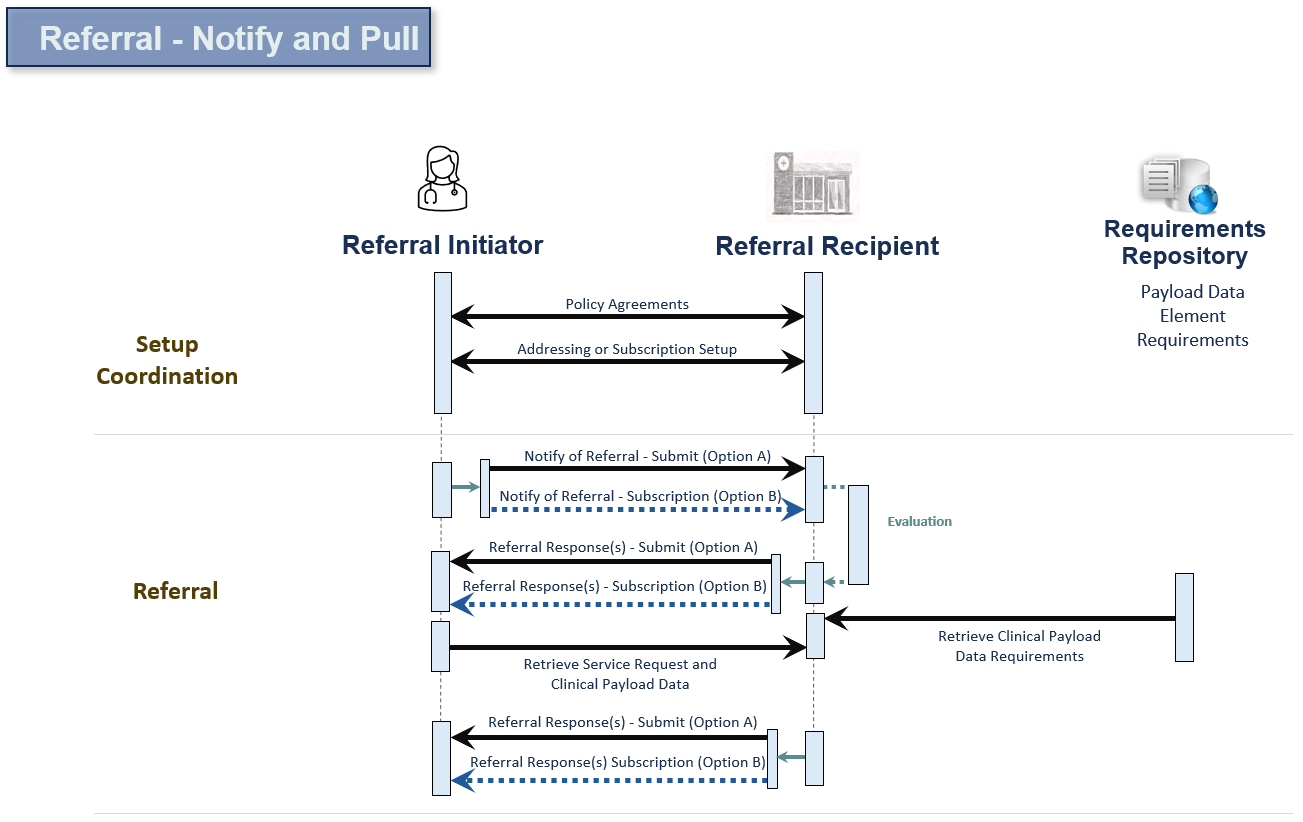 Referral - Notify and Pull
Referral Initiator
Referral Recipient
Requirements
Repository
Payload Data
Element
Requirements
Setup
Coordination
Policy Agreements
Addressing or Subscription Setup
Referral
Notify of Referral - Submit (Option A)
Notify of Referral - Subscription (Option B)
Evaluation
Referral Response(s) - Submit (Option A)
Referral Response(s) - Subscription (Option B)
Retrieve Clinical Payload
Data Requirements
Retrieve Service Request and
Clinical Payload Data
Referral Response(s) - Submit (Option A)
Referral Response(s) Subscription (Option B)